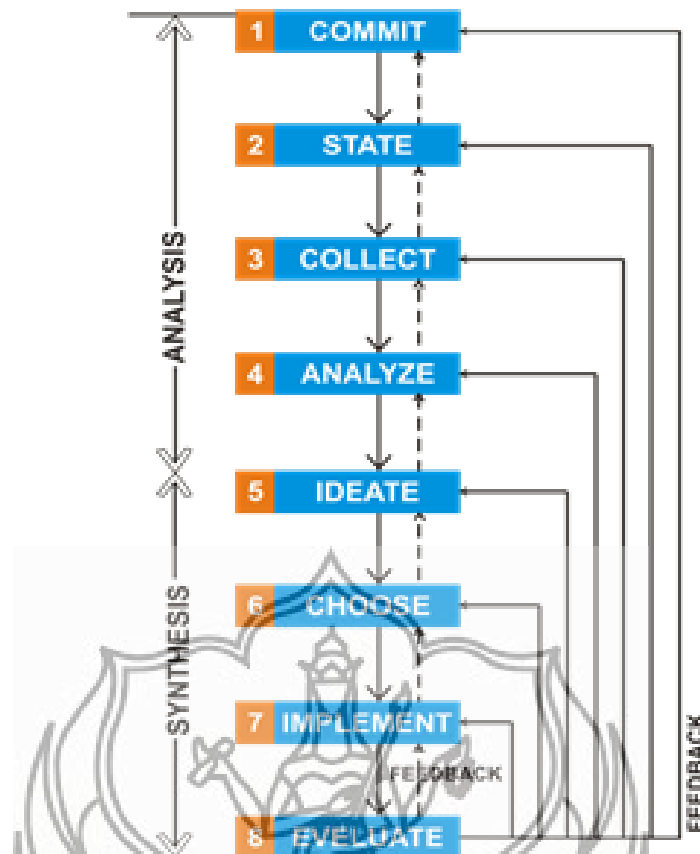 1 COMMIT
2 STATE
3 COLLECT
4 ANALYZE
5 IDEATE
6 CHOOSE
7 IMPLEMENT
8 EVELUATE
ANALYSIS
SYNTHESIS
FEEDBACK
FEEDBACK